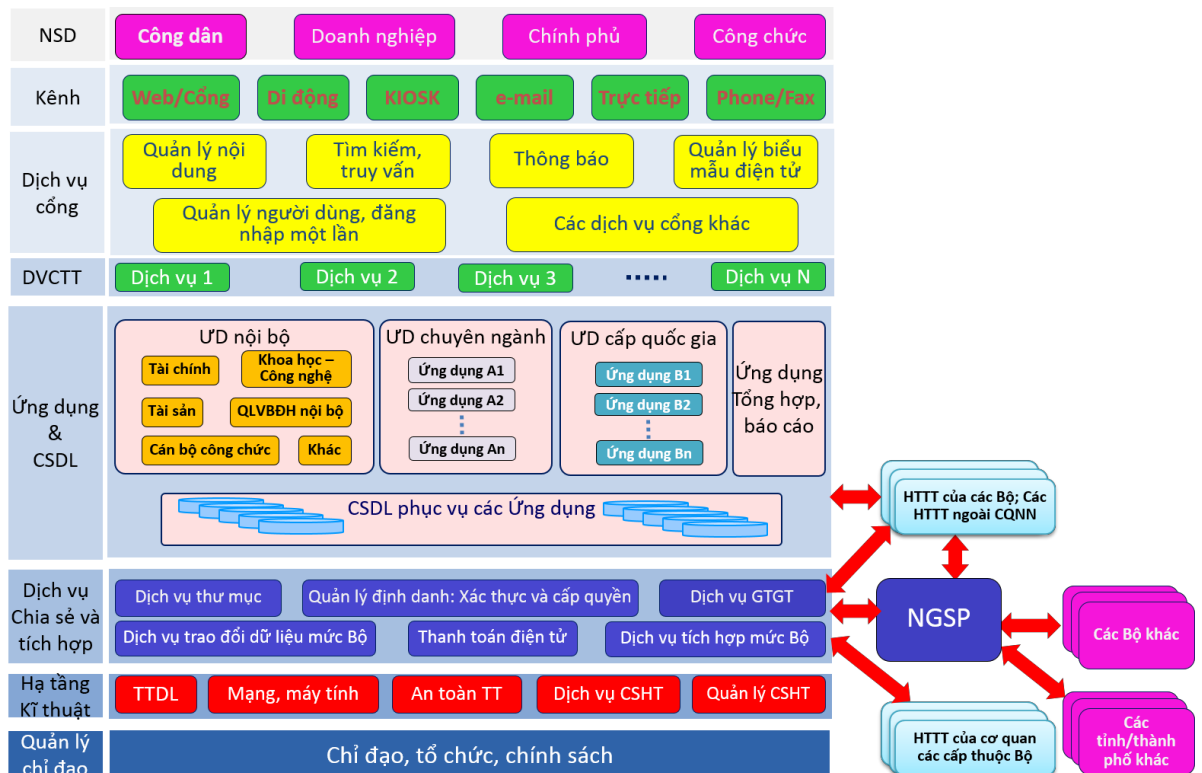 NSD
Công dân
Doanh nghiệp
Chính phủ
Công chức
Kênh
Web/Cổng
Di động
KIOSK
e-mail
Trực tiếp
Phone/Fax
Dịch vụ
cổng
Quản lý nội
dung
Tìm kiếm,
truy vấn
Thông báo
Quản lý biểu
mẫu điện tử
Quản lý người dùng, đăng
nhập một lần
Các dịch vụ cổng khác
DVCTT
Dịch vụ 1
Dịch vụ 2
Dịch vụ 3
.....
Dịch vụ N
Ứng dụng
&
CSDL
ƯD nội bộ
Tài chính
Khoa học –
Công nghệ
Tài sản
QLVBĐH nội bộ
Cán bộ công chức
Khác
ƯD chuyên ngành
Ứng dụng A1
Ứng dụng A2
Ứng dụng An
ƯD cấp quốc gia
Ứng dụng B1
Ứng dụng B2
Ứng dụng Bn
Ứng dụng
Tổng hợp,
báo cáo
CSDL phục vụ các Ứng dụng
HTTT của các Bộ; Các
HTTT ngoài CQNN
Dịch vụ
Chia sẻ và
tích hợp
Dịch vụ thư mục
Quản lý định danh: Xác thực và cấp quyền
Dịch vụ GTGT
Dịch vụ trao đổi dữ liệu mức Bộ
Thanh toán điện tử
Dịch vụ tích hợp mức Bộ
NGSP
Các Bộ khác
Hạ tầng
Kĩ thuật
TTDL
Mạng, máy tính
An toàn TT
Dịch vụ CSHT
Quản lý CSHT
HTTT của cơ quan
các cấp thuộc Bộ
Các
tỉnh/thành
phố khác
Quản lý
chỉ đạo
Chỉ đạo, tổ chức, chính sách